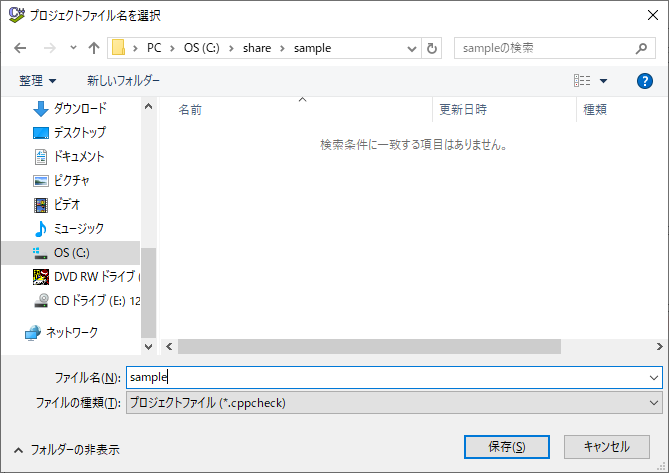 プロジェクトファイル名を選択
PC > OS (C:) > share > sample
sampleの検索
整理 新しいフォルダー
名前 更新日時 種類
検索条件に一致する項目はありません。
ダウンロード
デスクトップ
ドキュメント
ピクチャ
ビデオ
ミュージック
OS (C:)
DVD RW ドライブ (
CD ドライブ (E:) 12
ネットワーク
ファイル名(N): sample
ファイルの種類(T): プロジェクトファイル (*.cppcheck)
フォルダーの非表示 保存(S) キャンセル